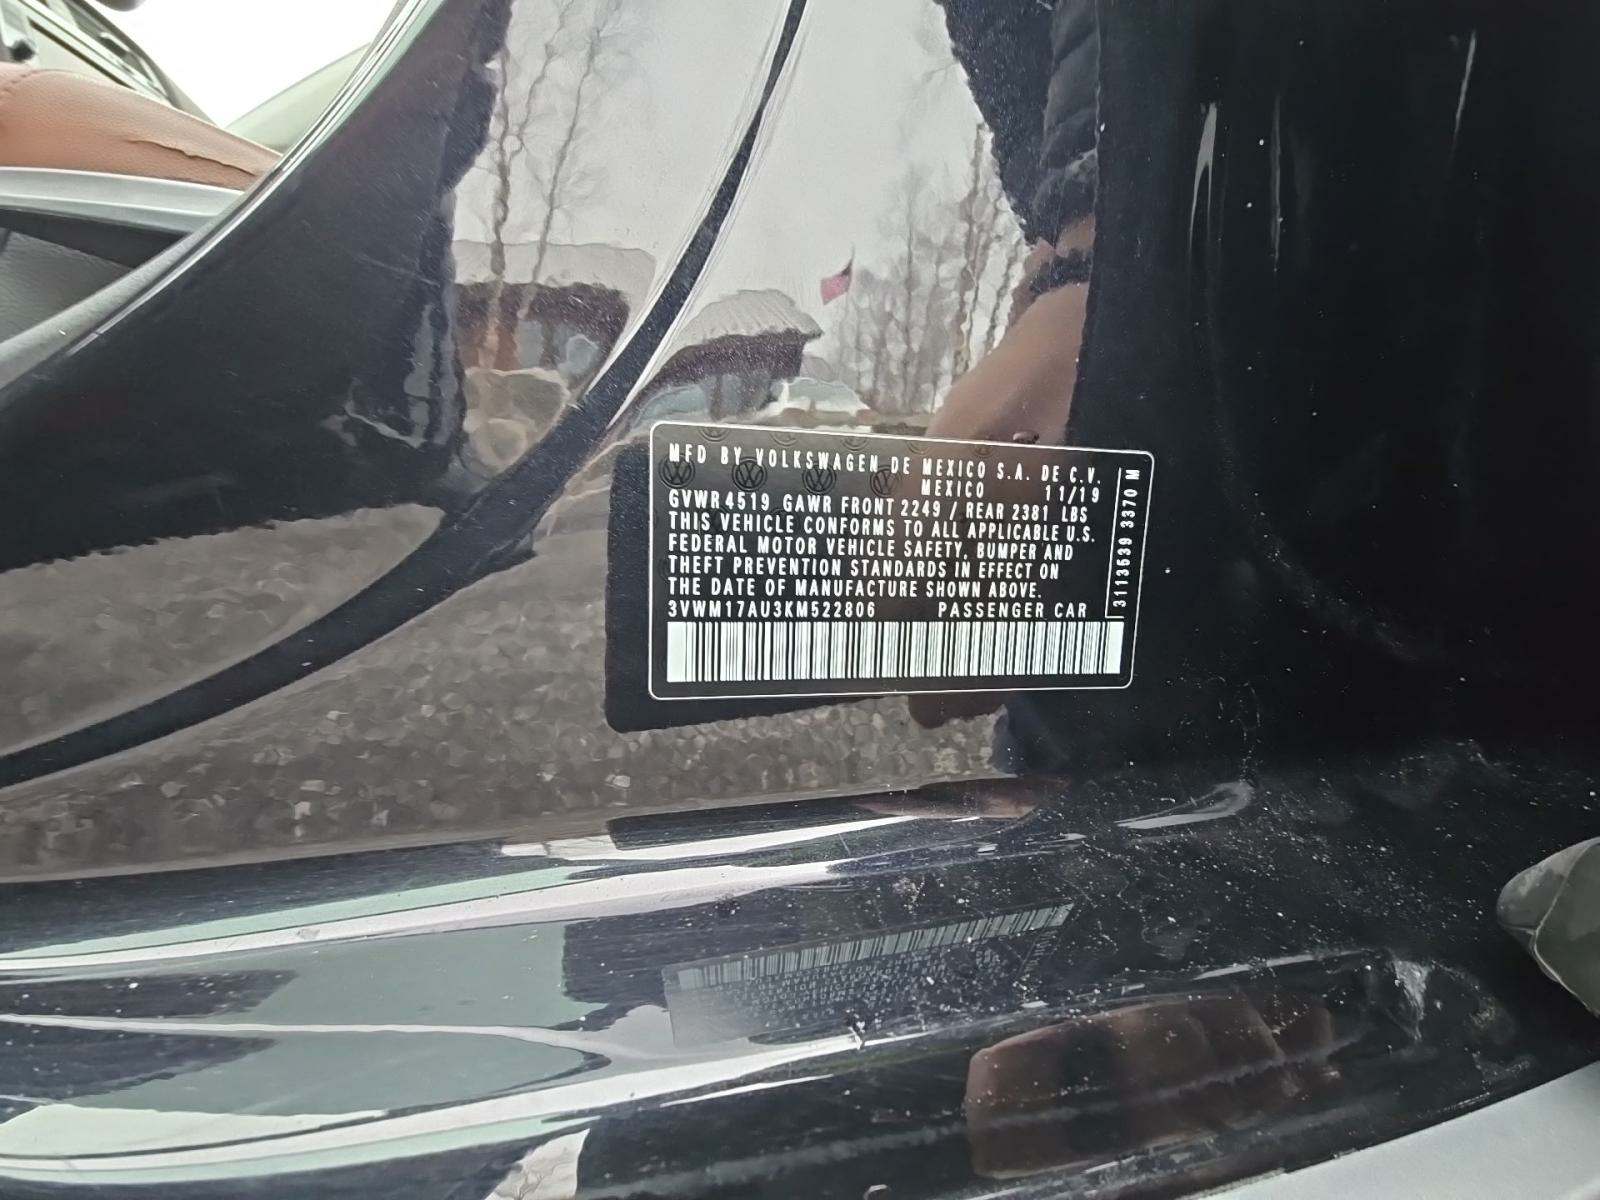 MFD BY VOLKSWAGEN DE MEXICO S.A. DE C.V.
MEXICO 11/19
GVWR 4519 GAWR FRONT 2249 / REAR 2381 LBS
THIS VEHICLE CONFORMS TO ALL APPLICABLE U.S.
FEDERAL MOTOR VEHICLE SAFETY, BUMPER AND
THEFT PREVENTION STANDARDS IN EFFECT ON
THE DATE OF MANUFACTURE SHOWN ABOVE.
3VWM17AU3KM522806 PASSENGER CAR
3113539 3370 M